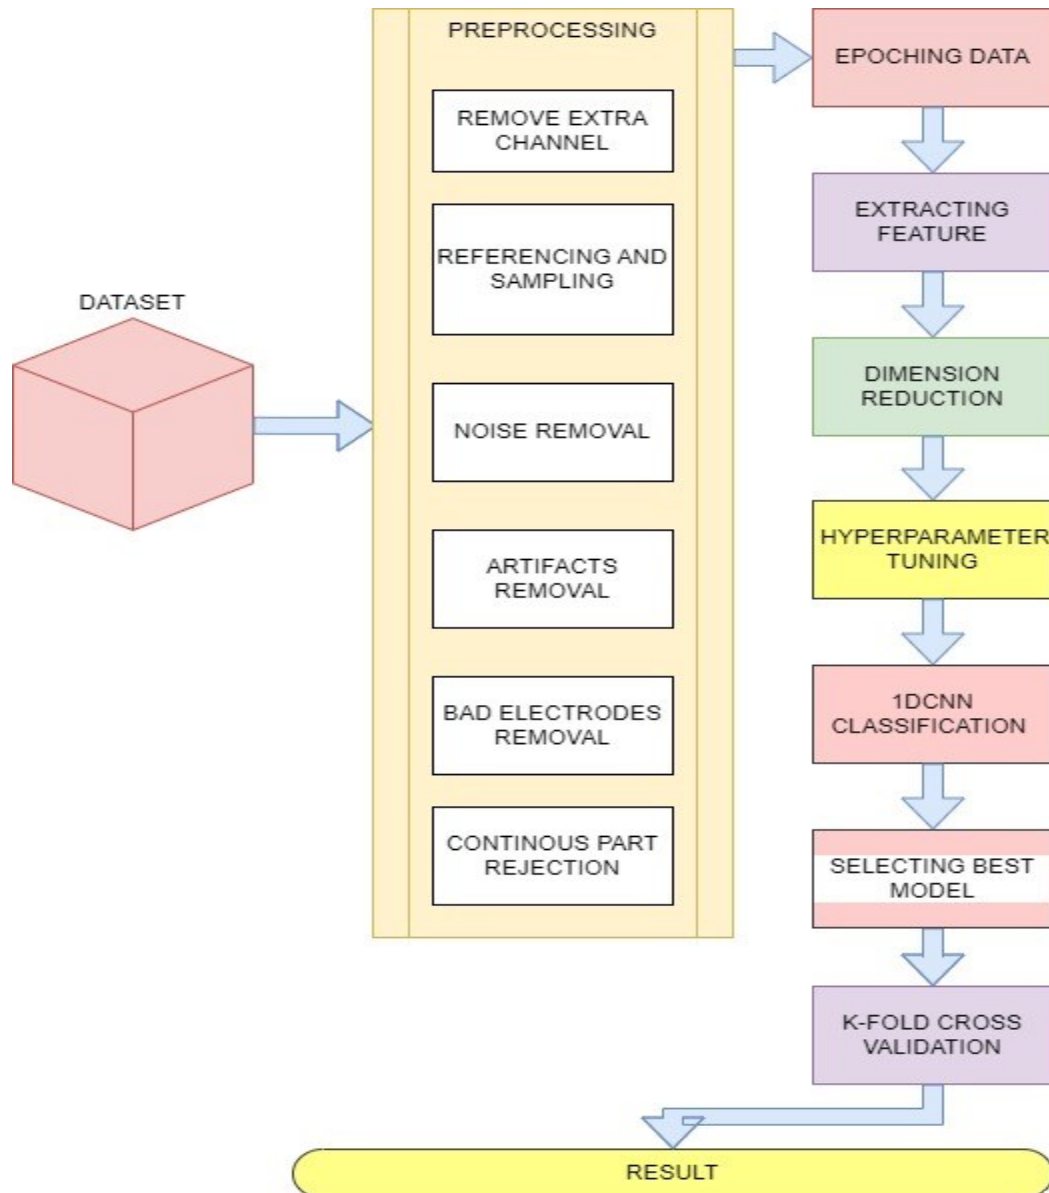 DATASET
PREPROCESSING
REMOVE EXTRA
CHANNEL
REFERENCING AND
SAMPLING
NOISE REMOVAL
ARTIFACTS
REMOVAL
BAD ELECTRODES
REMOVAL
CONTINOUS PART
REJECTION
EPOCHING DATA
EXTRACTING
FEATURE
DIMENSION
REDUCTION
HYPERPARAMETER
TUNING
1DCNN
CLASSIFICATION
SELECTING BEST
MODEL
K-FOLD CROSS
VALIDATION
RESULT